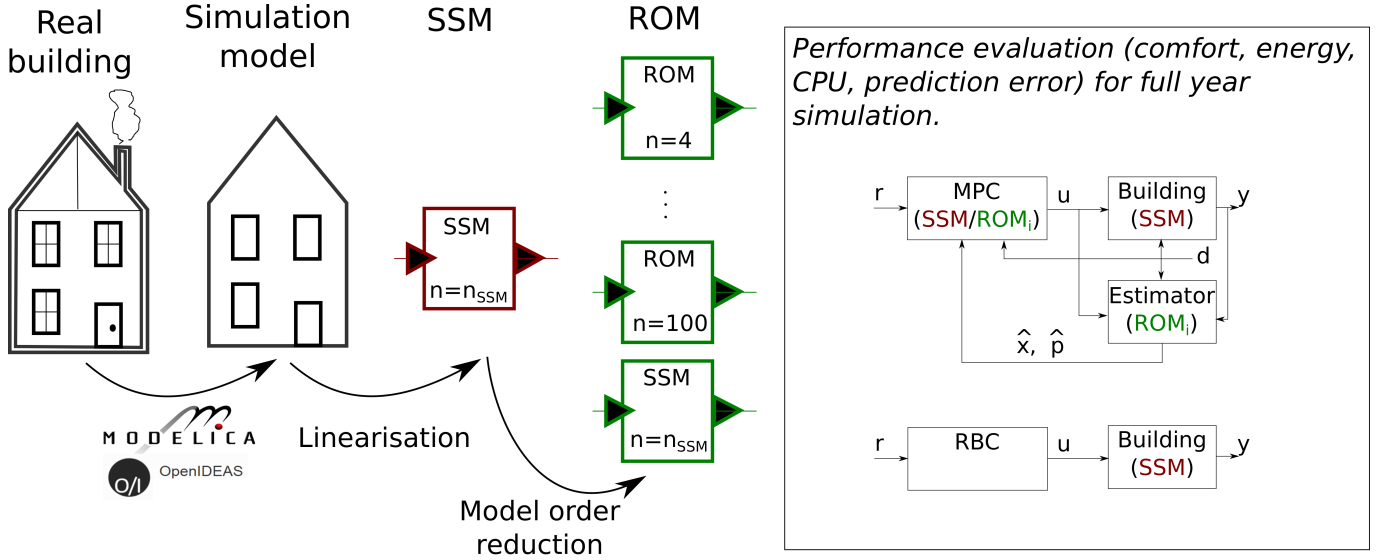 Real
building
Simulation
model
SSM
ROM
ROM
n=4
⋮
ROM
n=100
SSM
n=nSSM
SSM
n=nSSM
MODELICA
O/I
OpenIDEAS
Linearisation
Model order
reduction
Performance evaluation (comfort, energy,
CPU, prediction error) for full year
simulation.
r
MPC
(SSM/ROMi)
u
Building
(SSM)
y
d
Estimator
(ROMi)
x̂, p̂
r
RBC
u
Building
(SSM)
y